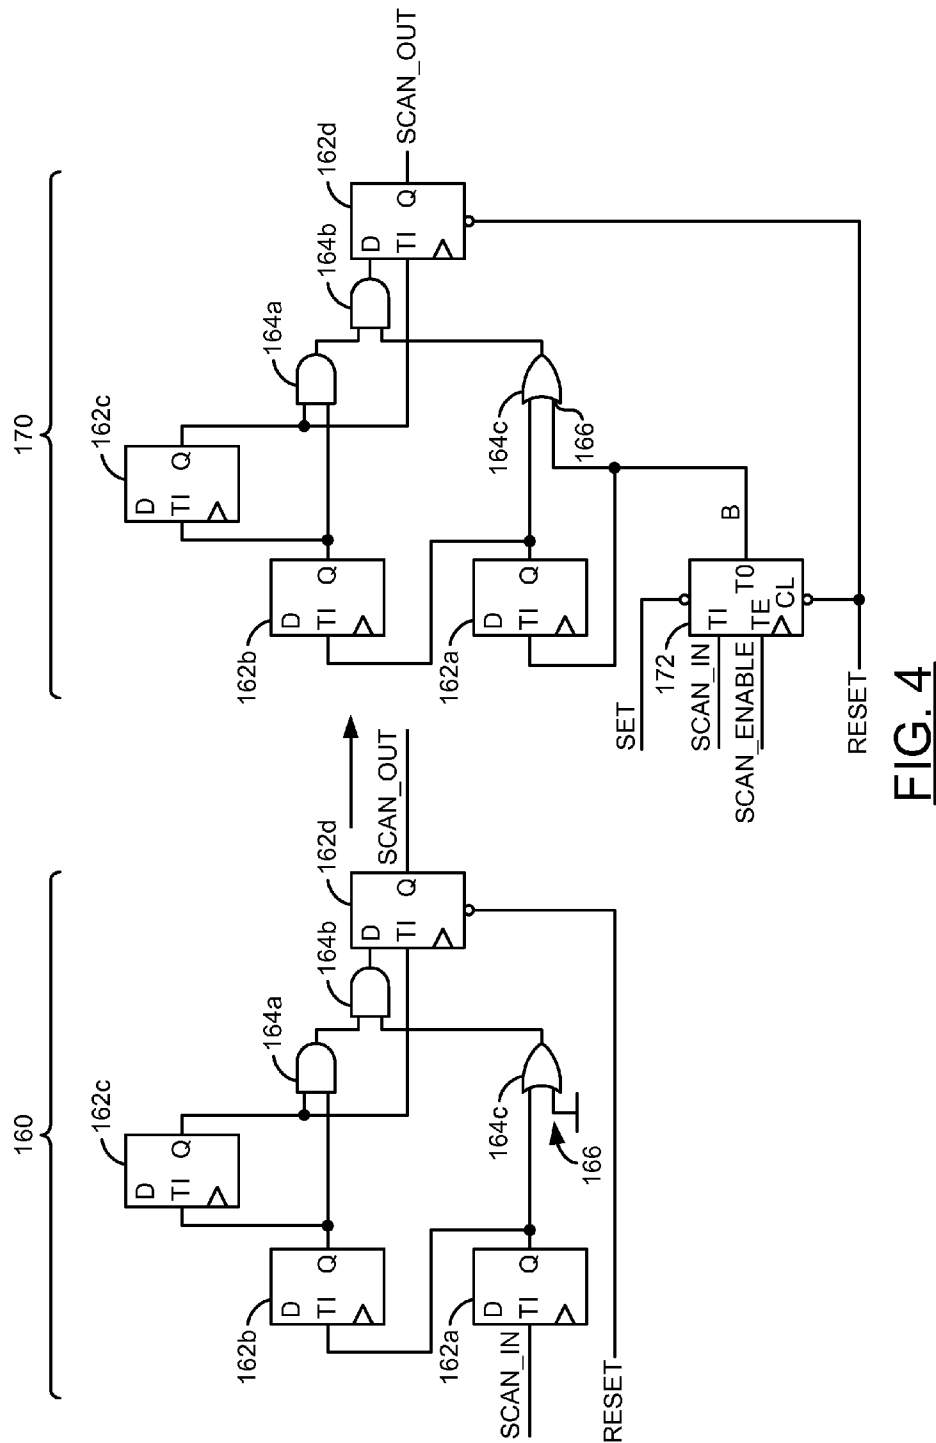 160
162c
D
TI
Q
164a
164b
162d
D
TI
Q
SCAN_OUT
162b
D
TI
Q
162a
D
TI
Q
164c
166
SCAN_IN
RESET
170
162c
D
TI
Q
164a
164b
162d
D
TI
Q
SCAN_OUT
162b
D
TI
Q
162a
D
TI
Q
164c
166
B
SET
172
SCAN_IN
SCAN_ENABLE
TI
TE
T0
CL
RESET
FIG. 4